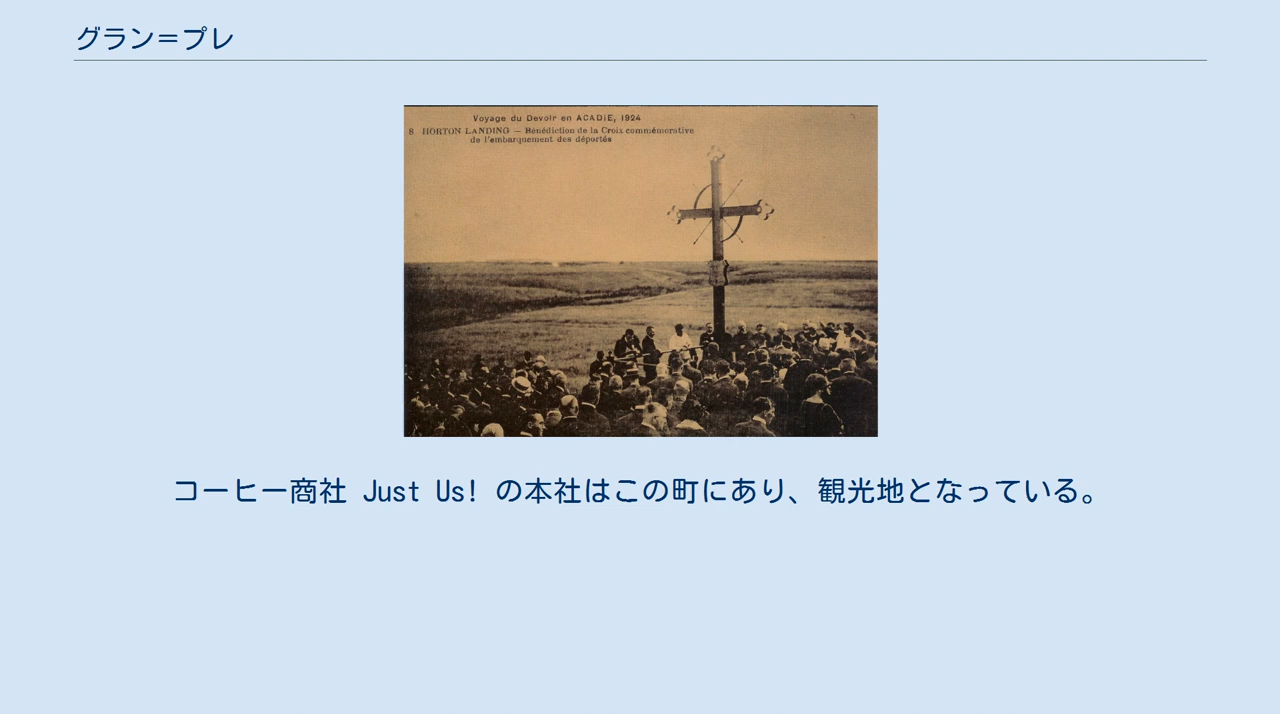 グラン＝プレ
Voyage du Devoir en ACADIE, 1924
8 HORTON LANDING — Bénédiction de la Croix commémorative
de l'embarquement des déportés
コーヒー商社 Just Us! の本社はこの町にあり、観光地となっている。